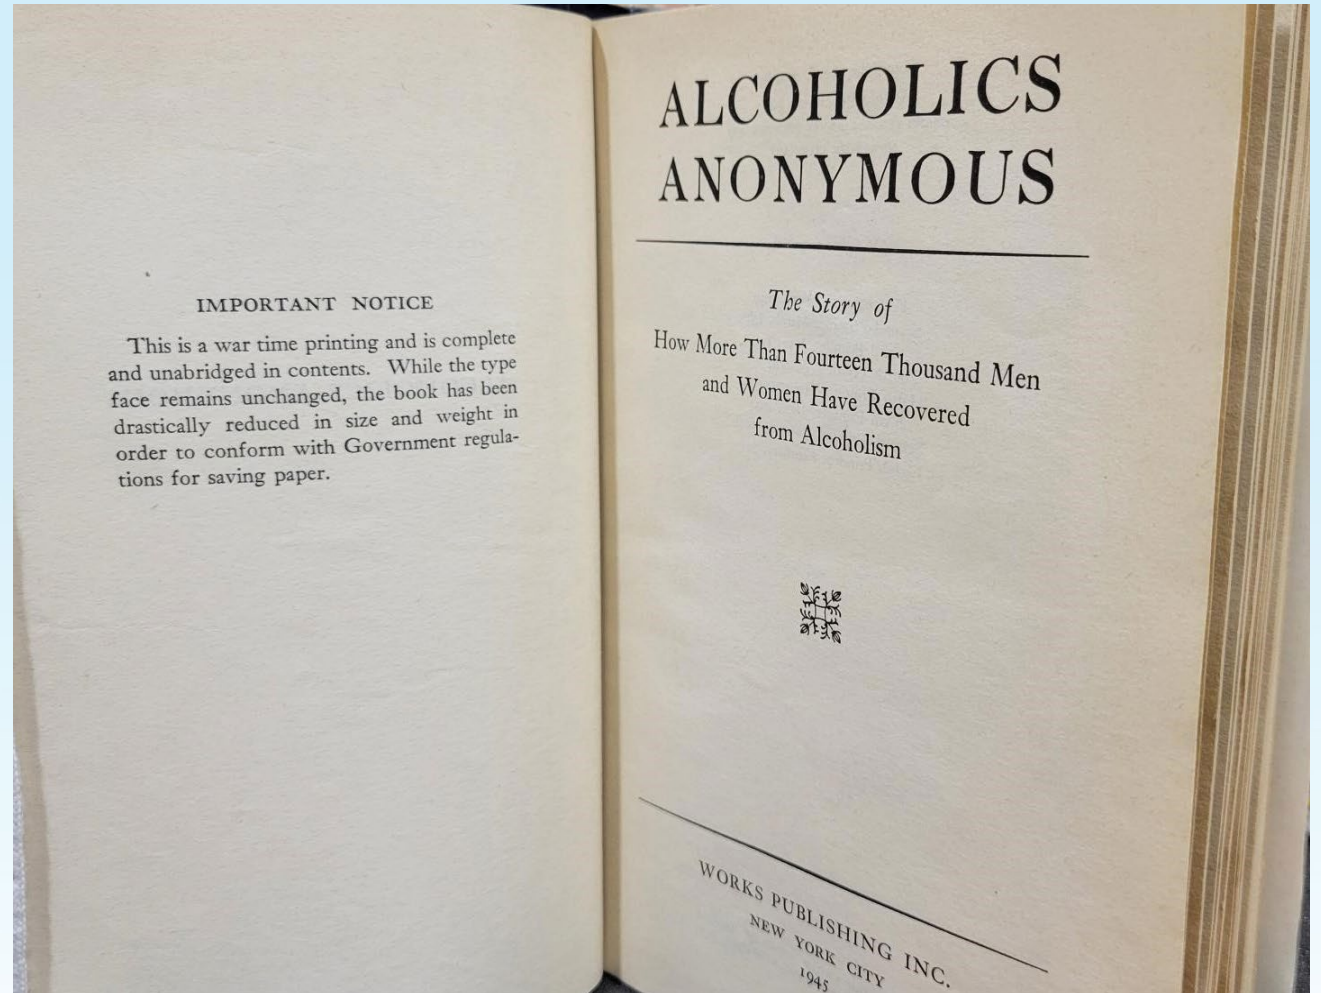 IMPORTANT NOTICE
This is a war time printing and is complete
and unabridged in contents. While the type
face remains unchanged, the book has been
drastically reduced in size and weight in
order to conform with Government regula-
tions for saving paper.
ALCOHOLICS
ANONYMOUS
The Story of
How More Than Fourteen Thousand Men
and Women Have Recovered
from Alcoholism
WORKS PUBLISHING INC.
NEW YORK CITY
1945